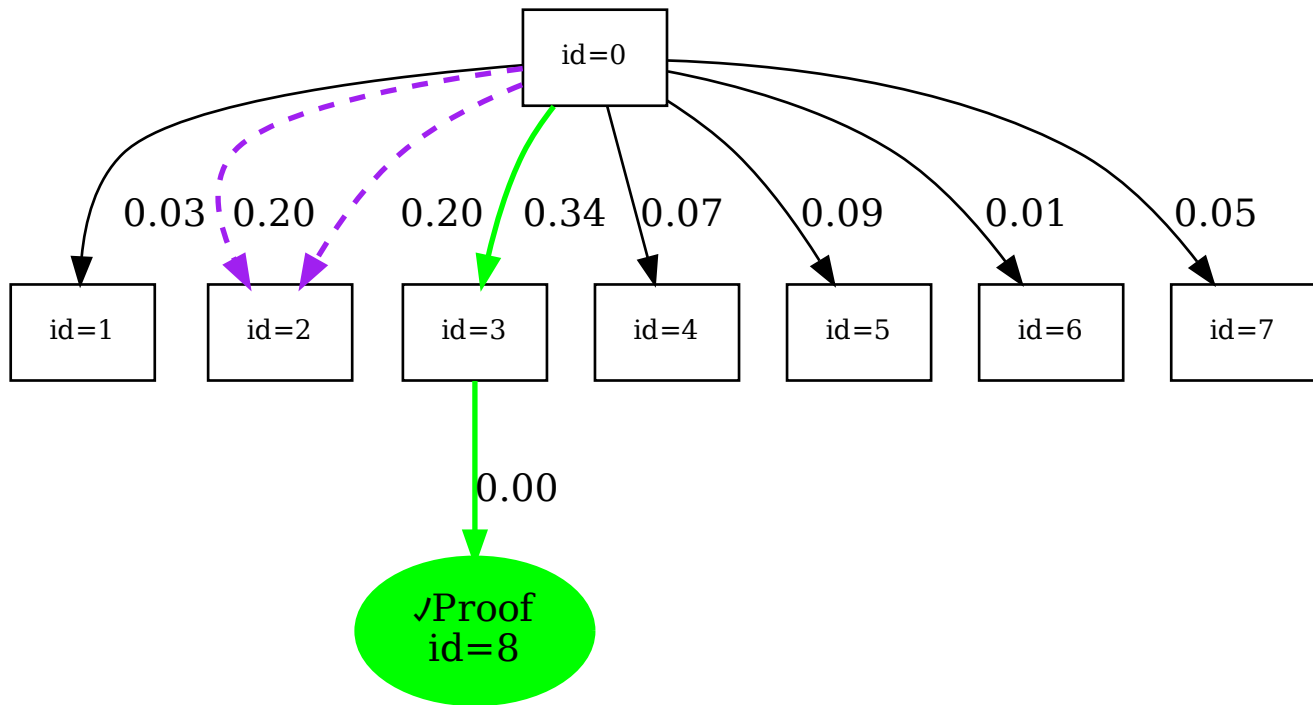 id=0
0.03
0.20
0.20
0.34
0.07
0.09
0.01
0.05
id=1
id=2
id=3
id=4
id=5
id=6
id=7
0.00
✓Proof
id=8